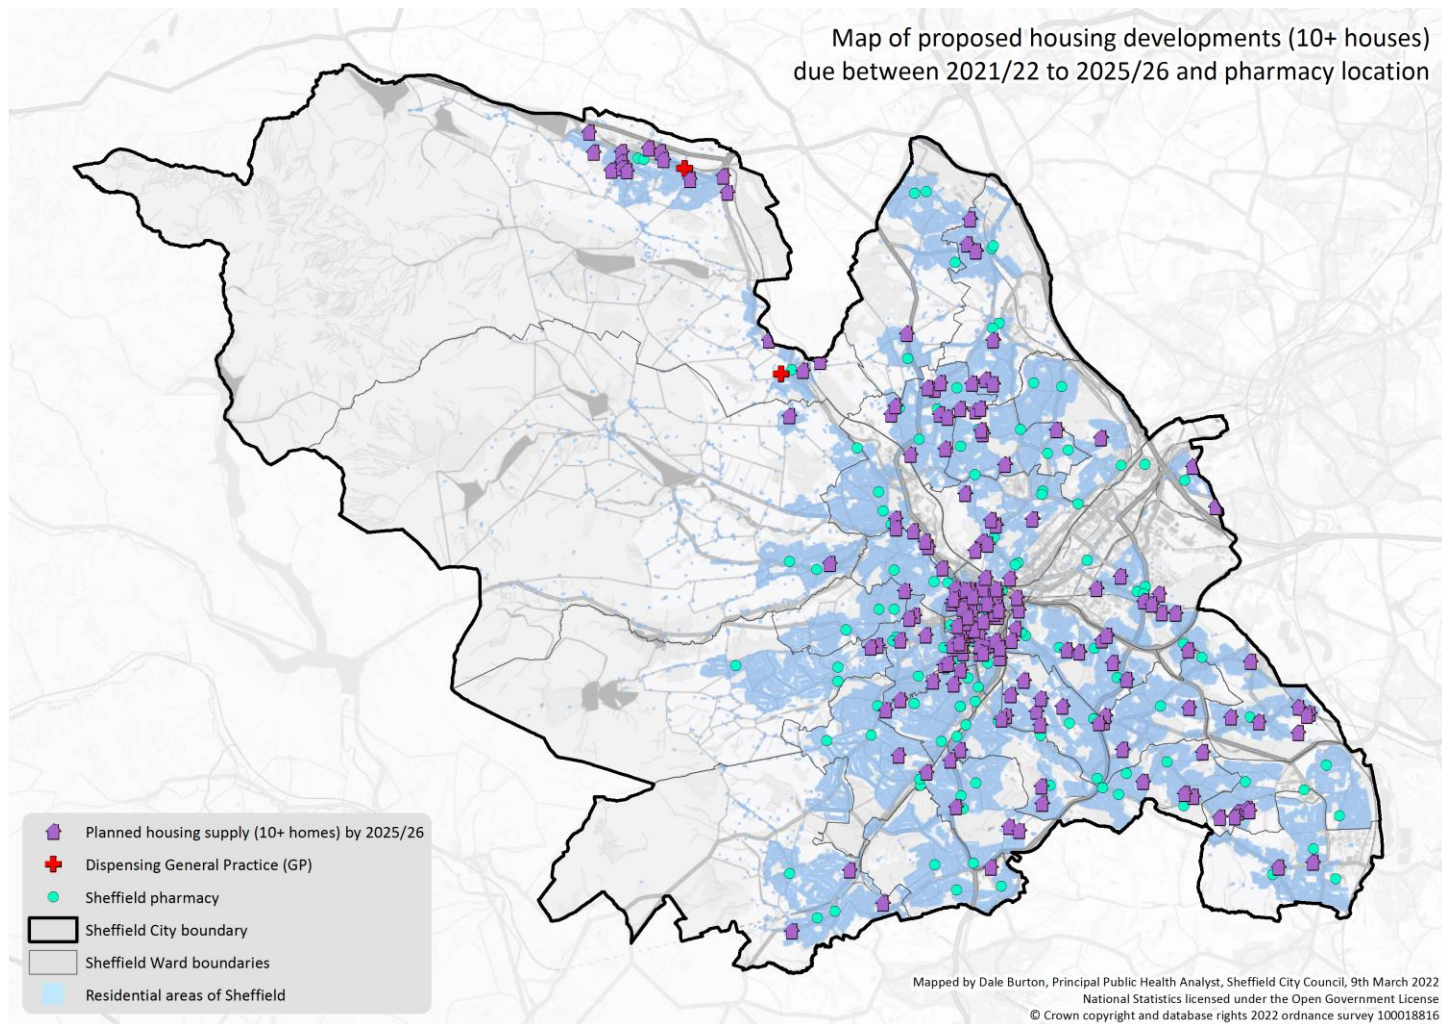 Map of proposed housing developments (10+ houses)
due between 2021/22 to 2025/26 and pharmacy location
Planned housing supply (10+ homes) by 2025/26
Dispensing General Practice (GP)
Sheffield pharmacy
Sheffield City boundary
Sheffield Ward boundaries
Residential areas of Sheffield
Mapped by Dale Burton, Principal Public Health Analyst, Sheffield City Council, 9th March 2022
National Statistics licensed under the Open Government License
© Crown copyright and database rights 2022 ordnance survey 100018816